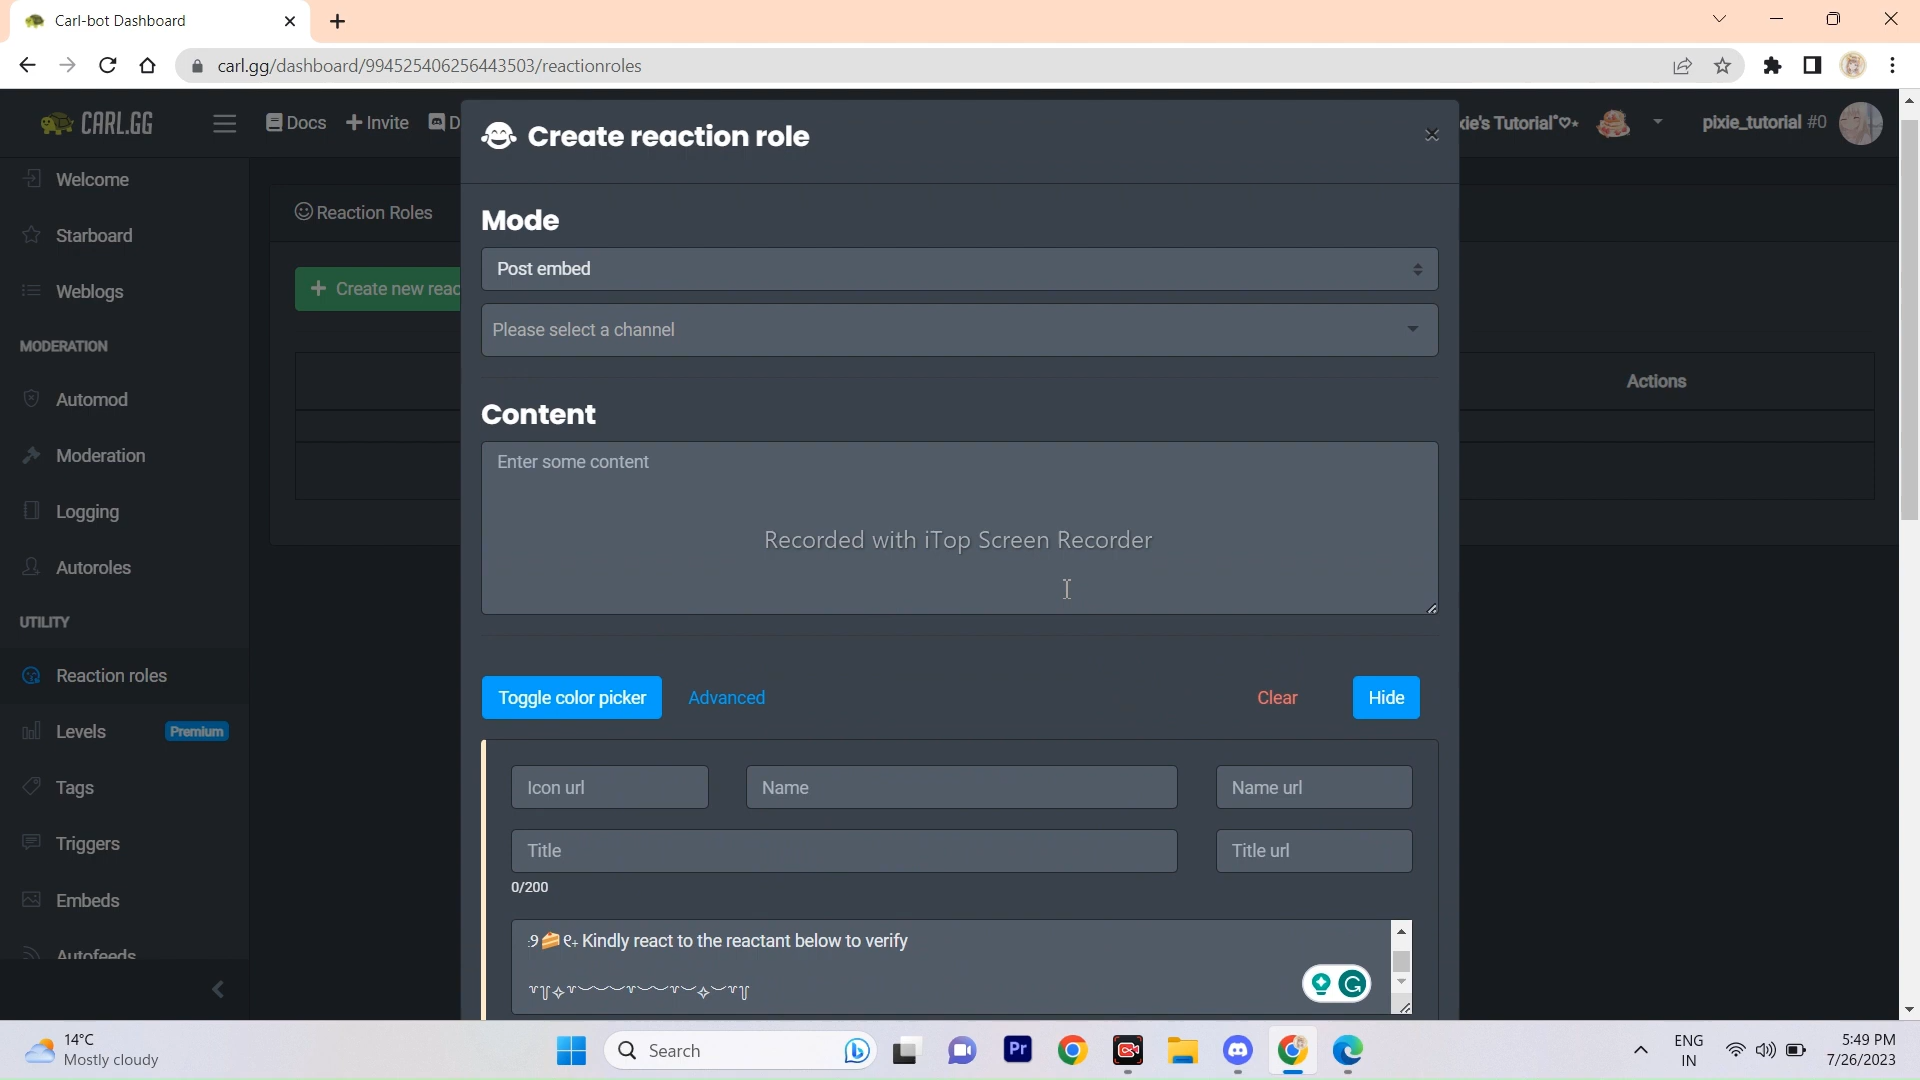 Carl-bot Dashboard
carl.gg/dashboard/994525406256443503/reactionroles
CARL.GG
Docs
Invite
D
Create reaction role
xie's Tutorial˚♡⋆
pixie_tutorial #0
Welcome
Starboard
Weblogs
MODERATION
Automod
Moderation
Logging
Autoroles
UTILITY
Reaction roles
Levels
Premium
Tags
Triggers
Embeds
Autofeeds
Reaction Roles
+ Create new reac
Actions
Mode
Post embed
Please select a channel
Content
Enter some content
Recorded with iTop Screen Recorder
Toggle color picker
Advanced
Clear
Hide
Icon url
Name
Name url
Title
Title url
0/200
Kindly react to the reactant below to verify
14°C
Mostly cloudy
Search
Pr
ENG
IN
5:49 PM
7/26/2023